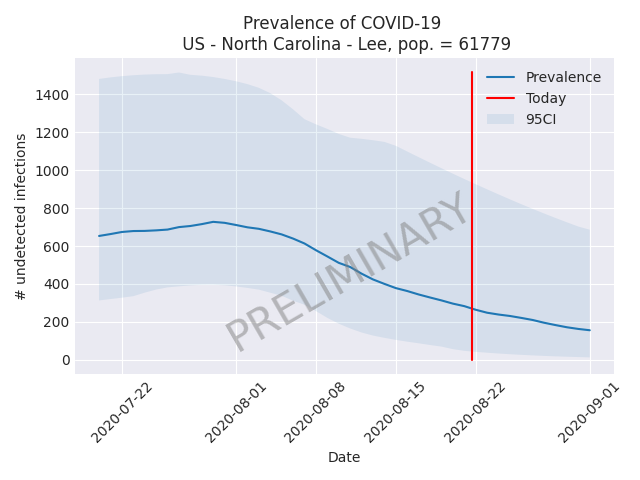 Prevalence of COVID-19
US - North Carolina - Lee, pop. = 61779
Prevalence
Today
95CI
1400
1200
1000
800
600
400
200
0
# undetected infections
PRELIMINARY
2020-07-22
2020-08-01
2020-08-08
2020-08-15
2020-08-22
2020-09-01
Date